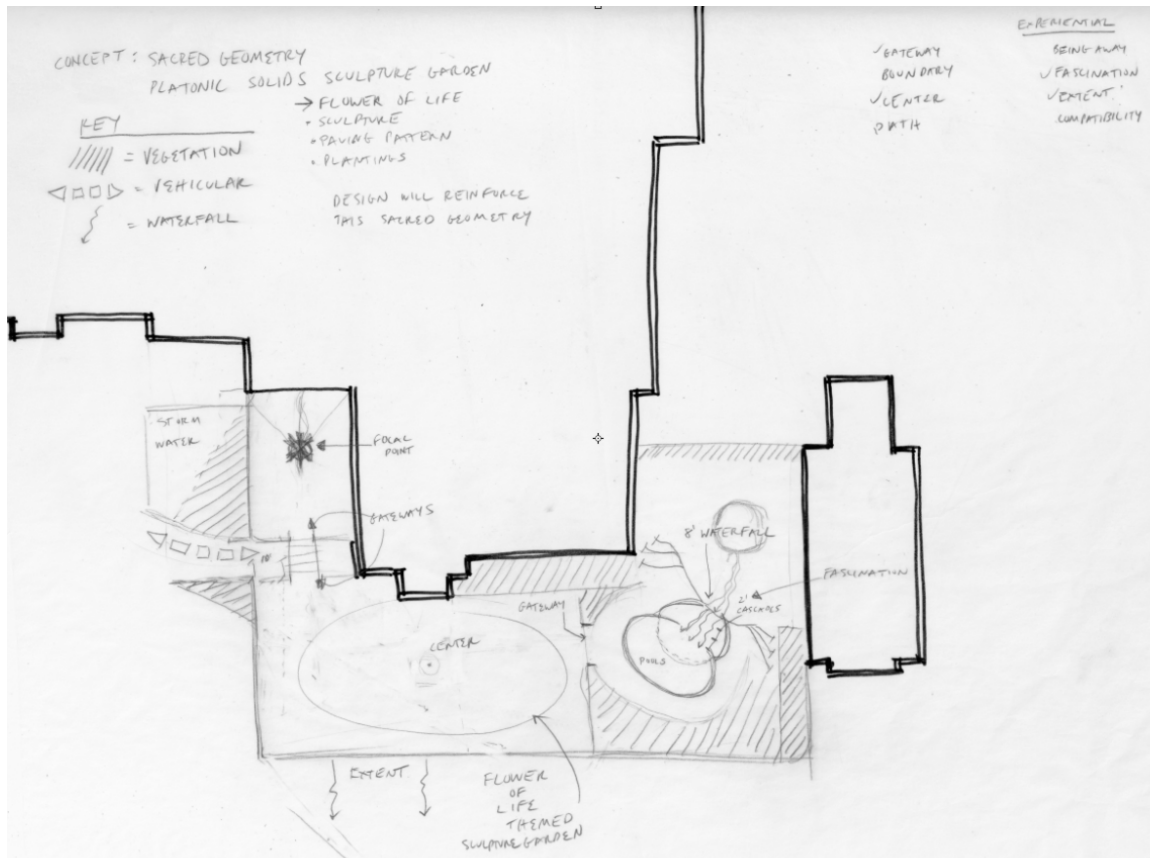 CONCEPT: SACRED GEOMETRY
PLATONIC SOLIDS SCULPTURE GARDEN
→ FLOWER OF LIFE
• SCULPTURE
• PAVING PATTERN
• PLANTINGS
DESIGN WILL REINFORCE
THIS SACRED GEOMETRY
KEY
= VEGETATION
= VEHICULAR
= WATERFALL
EXPERIENTIAL
✓GATEWAY
BOUNDARY
✓CENTER
PATH
BEING AWAY
✓FASCINATION
✓EXTENT
COMPATIBILITY
STORM
WATER
FOCAL
POINT
GATEWAYS
8' WATERFALL
FASCINATION
2'
CASCADES
GATEWAY
CENTER
POOLS
EXTENT
FLOWER
OF
LIFE
THEMED
SCULPTURE GARDEN